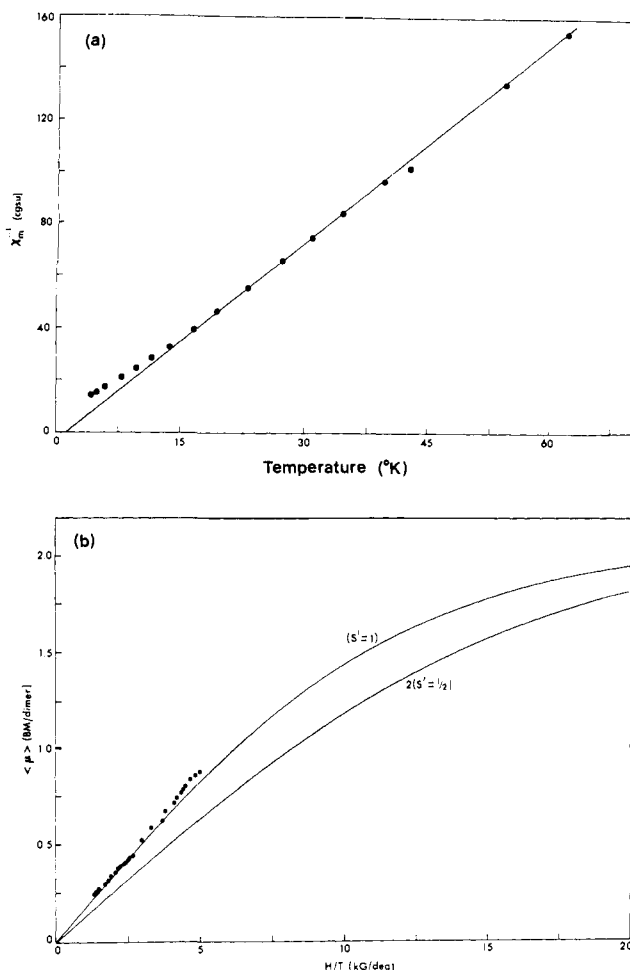 (a)
160
120
80
40
0
χm⁻¹ (cgsu)
0 15 30 45 60
Temperature (°K)
(b)
2.0
1.5
1.0
0.5
0
<μ> (BM/dimer)
(S'=1)
2(S'=1/2)
0 5 10 15 20
H/T (kG/deg)